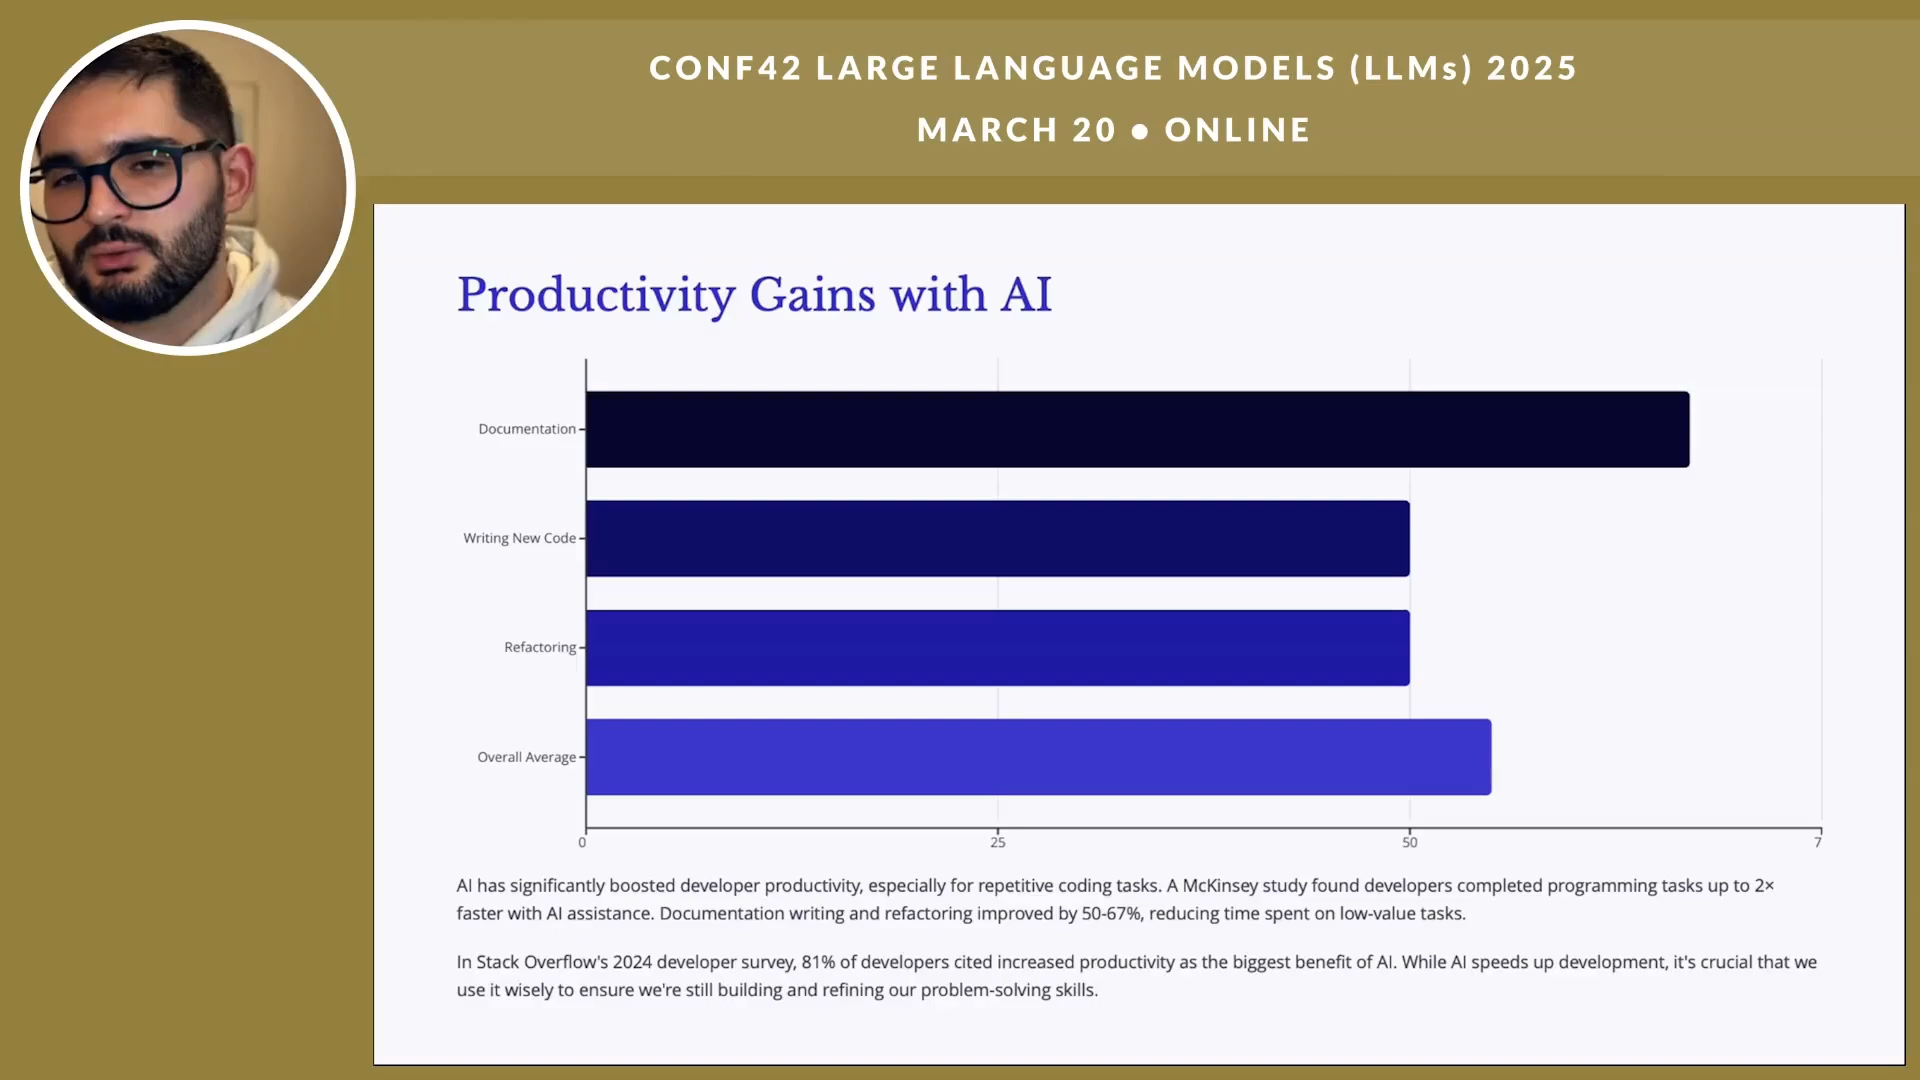 CONF42 LARGE LANGUAGE MODELS (LLMs) 2025
MARCH 20 ● ONLINE
Productivity Gains with AI
Documentation
Writing New Code
Refactoring
Overall Average
0 25 50 7
AI has significantly boosted developer productivity, especially for repetitive coding tasks. A McKinsey study found developers completed programming tasks up to 2×
faster with AI assistance. Documentation writing and refactoring improved by 50-67%, reducing time spent on low-value tasks.
In Stack Overflow's 2024 developer survey, 81% of developers cited increased productivity as the biggest benefit of AI. While AI speeds up development, it's crucial that we
use it wisely to ensure we're still building and refining our problem-solving skills.